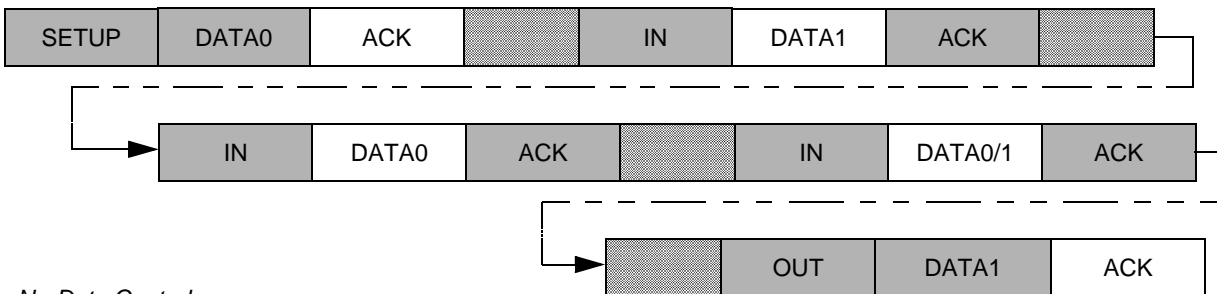 SETUP DATA0 ACK IN DATA1 ACK
IN DATA0 ACK IN DATA0/1 ACK
OUT DATA1 ACK